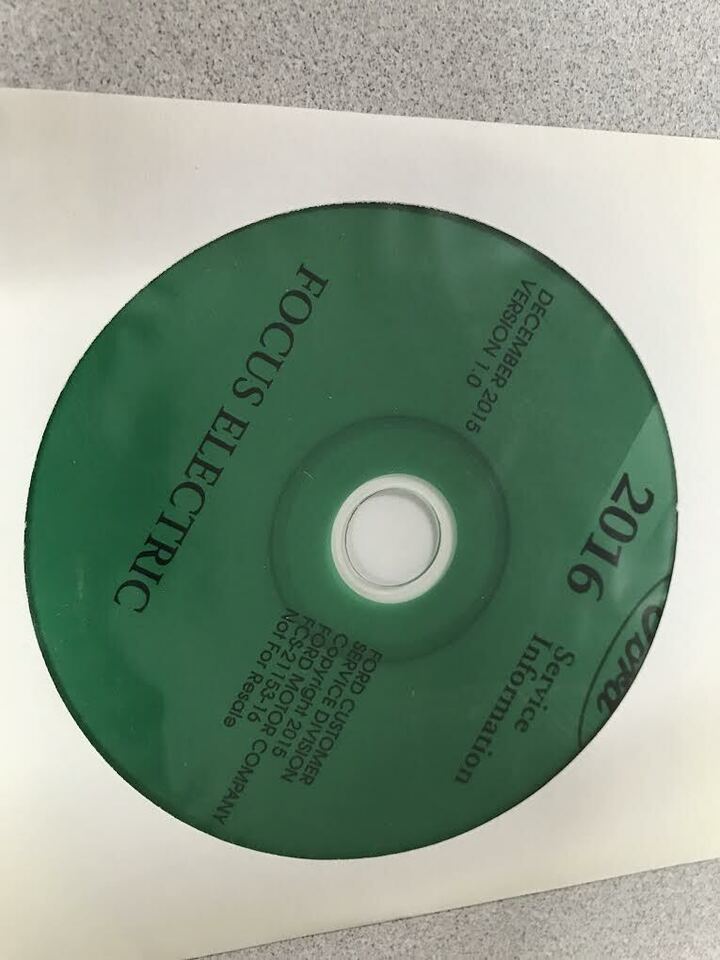 Ford
2016
Service
Information
DECEMBER 2015
VERSION 1.0
FORD CUSTOMER
SERVICE DIVISION
Copyright 2015
FORD MOTOR COMPANY
FCS-21153-16
Not For Resale
FOCUS ELECTRIC